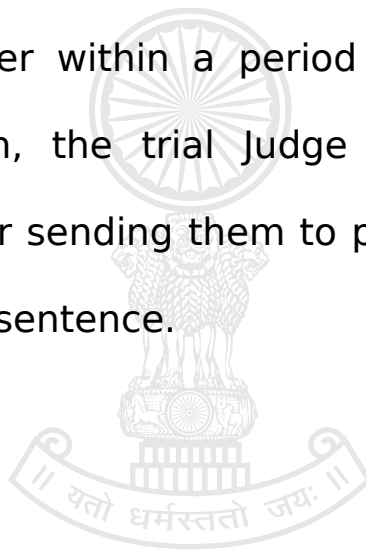 er within a period
n, the trial Judge
r sending them to p
sentence.
यतो धर्मस्ततो जयः